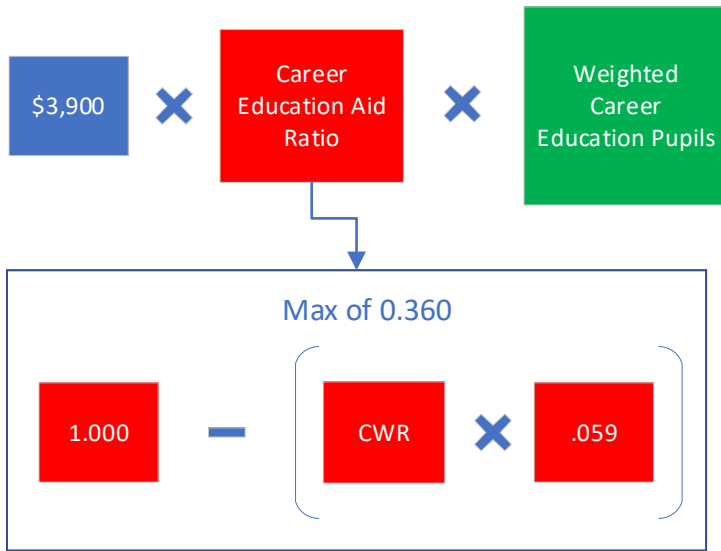 $3,900
Career
Education Aid
Ratio
Weighted
Career
Education Pupils
Max of 0.360
1.000
CWR
.059